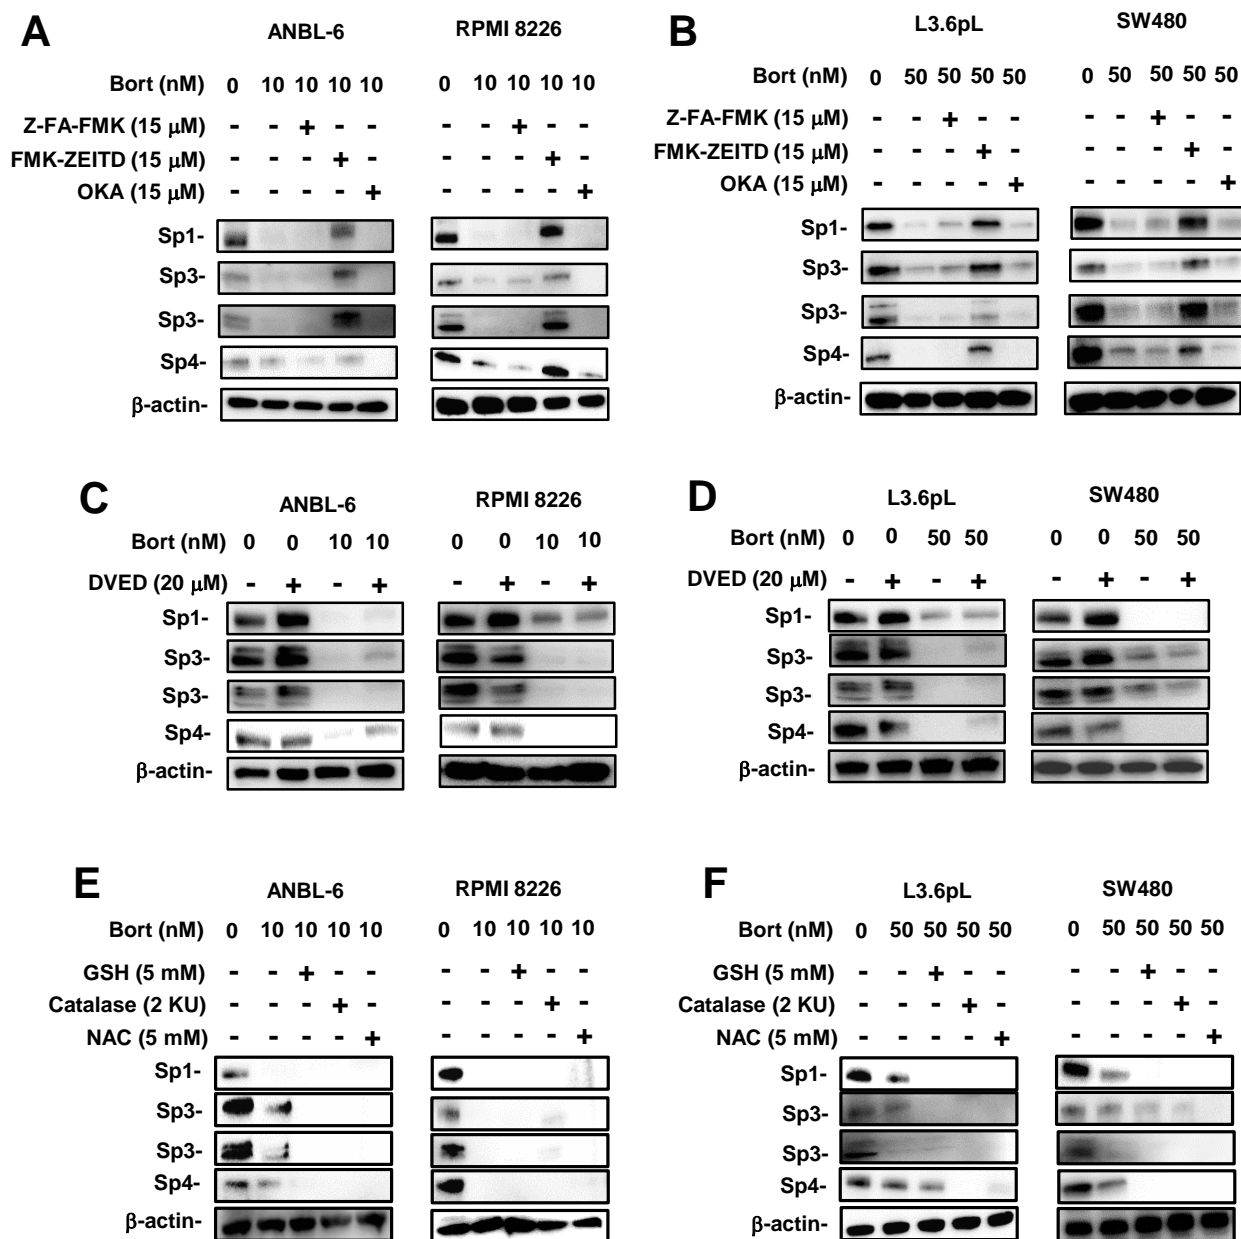 A
ANBL-6
RPMI 8226
Bort (nM) 0 10 10 10 10 0 10 10 10 10
Z-FA-FMK (15 μM) - - + - - - - + - -
FMK-ZEITD (15 μM) - - - + - - - - + -
OKA (15 μM) - - - - + - - - - +
Sp1-
Sp3-
Sp3-
Sp4-
β-actin-
B
L3.6pL
SW480
Bort (nM) 0 50 50 50 50 0 50 50 50 50
Z-FA-FMK (15 μM) - - + - - - - + - -
FMK-ZEITD (15 μM) - - - + - - - - + -
OKA (15 μM) - - - - + - - - - +
Sp1-
Sp3-
Sp3-
Sp4-
β-actin-
C
ANBL-6
RPMI 8226
Bort (nM) 0 0 10 10 0 0 10 10
DVED (20 μM) - + - + - + - +
Sp1-
Sp3-
Sp3-
Sp4-
β-actin-
D
L3.6pL
SW480
Bort (nM) 0 0 50 50 0 0 50 50
DVED (20 μM) - + - + - + - +
Sp1-
Sp3-
Sp3-
Sp4-
β-actin-
E
ANBL-6
RPMI 8226
Bort (nM) 0 10 10 10 10 0 10 10 10 10
GSH (5 mM) - - + - - - - + - -
Catalase (2 KU) - - - + - - - - + -
NAC (5 mM) - - - - + - - - - +
Sp1-
Sp3-
Sp3-
Sp4-
β-actin-
F
L3.6pL
SW480
Bort (nM) 0 50 50 50 50 0 50 50 50 50
GSH (5 mM) - - + - - - - + - -
Catalase (2 KU) - - - + - - - - + -
NAC (5 mM) - - - - + - - - - +
Sp1-
Sp3-
Sp3-
Sp4-
β-actin-